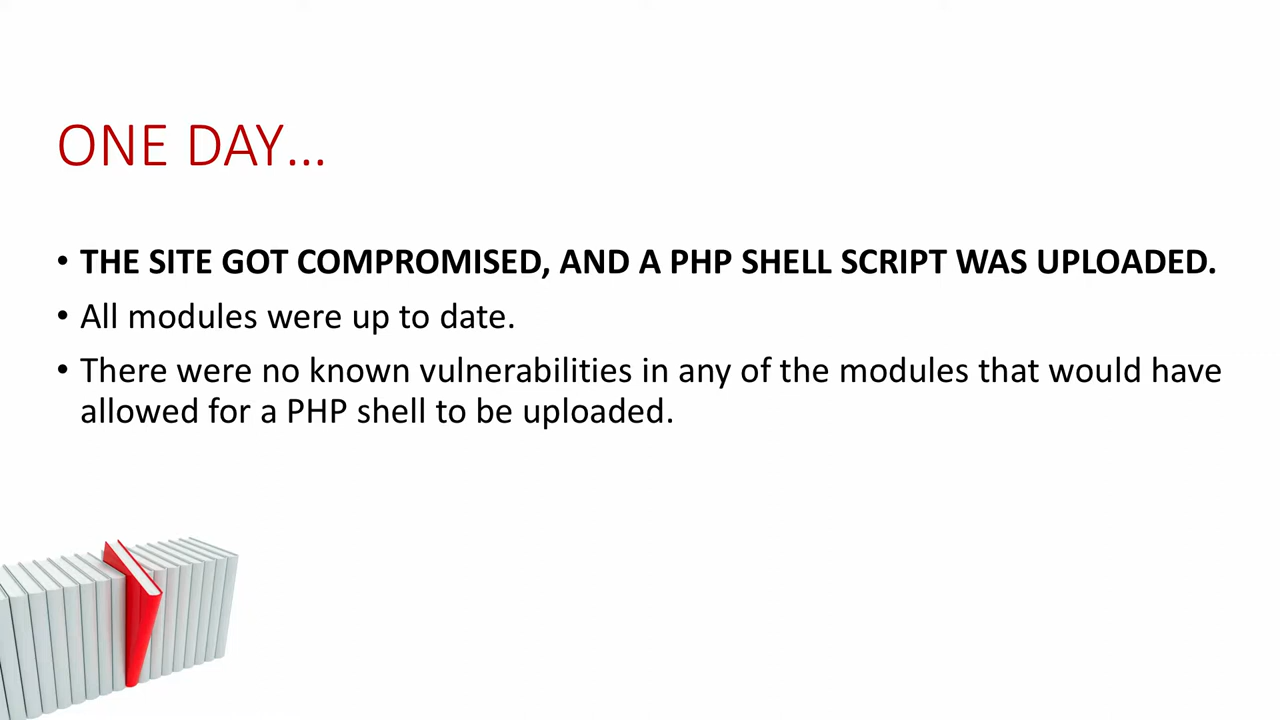 ONE DAY...
• THE SITE GOT COMPROMISED, AND A PHP SHELL SCRIPT WAS UPLOADED.
• All modules were up to date.
• There were no known vulnerabilities in any of the modules that would have
allowed for a PHP shell to be uploaded.